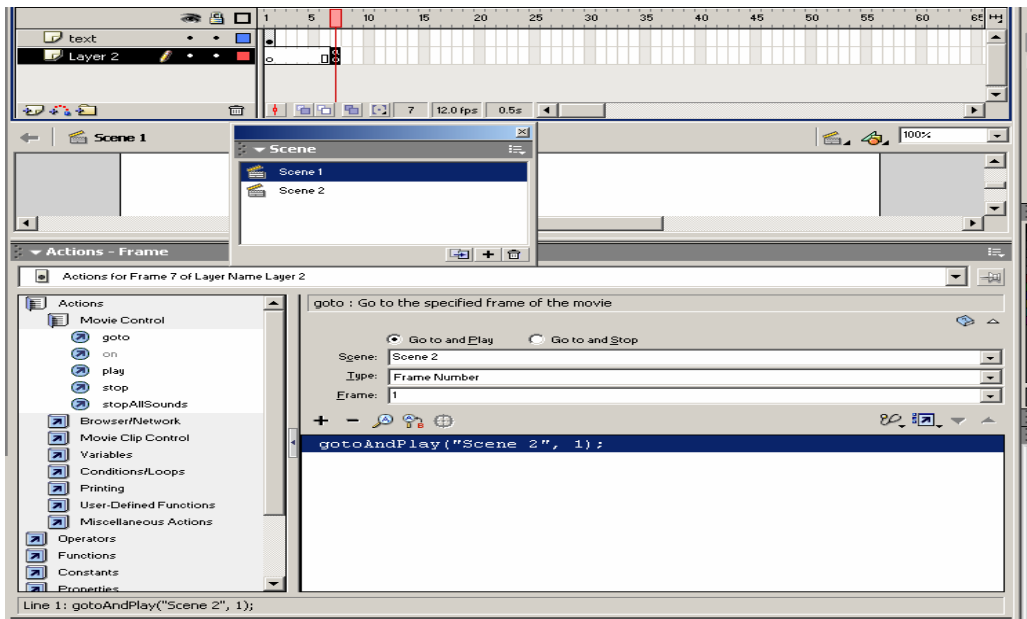 1 5 10 15 20 25 30 35 40 45 50 55 60 65
text
Layer 2
7 12.0 fps 0.5s
Scene 1
100%
Scene
Scene 1
Scene 2
Actions - Frame
Actions for Frame 7 of Layer Name Layer 2
Actions
Movie Control
goto
on
play
stop
stopAllSounds
Browser/Network
Movie Clip Control
Variables
Conditions/Loops
Printing
User-Defined Functions
Miscellaneous Actions
Operators
Functions
Constants
Properties
goto : Go to the specified frame of the movie
Go to and Play Go to and Stop
Scene: Scene 2
Type: Frame Number
Frame: 1
gotoAndPlay("Scene 2", 1);
Line 1: gotoAndPlay("Scene 2", 1);